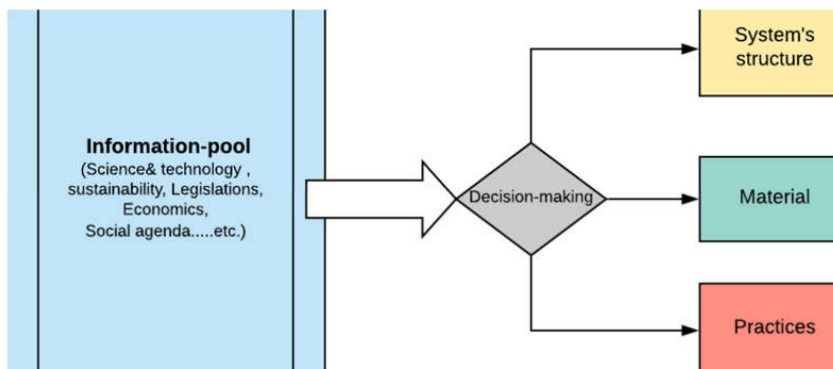 Information-pool
(Science& technology ,
sustainability, Legislations,
Economics,
Social agenda.....etc.)
Decision-making
System's
structure
Material
Practices